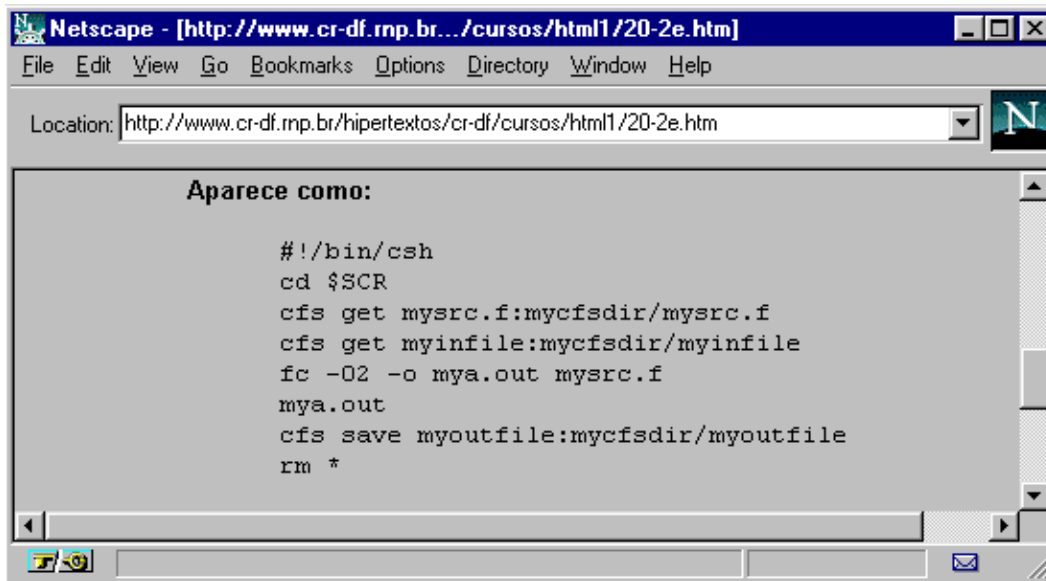 Netscape - [http://www.cr-df.rnp.br.../cursos/html1/20-2e.htm]
File Edit View Go Bookmarks Options Directory Window Help
Location: http://www.cr-df.rnp.br/hipertextos/cr-df/cursos/html1/20-2e.htm
N
Aparece como:
#!/bin/csh
cd $SCR
cfs get mysrc.f:mycfsdir/mysrc.f
cfs get myinfile:mycfsdir/myinfile
fc -O2 -o mya.out mysrc.f
mya.out
cfs save myoutfile:mycfsdir/myoutfile
rm *